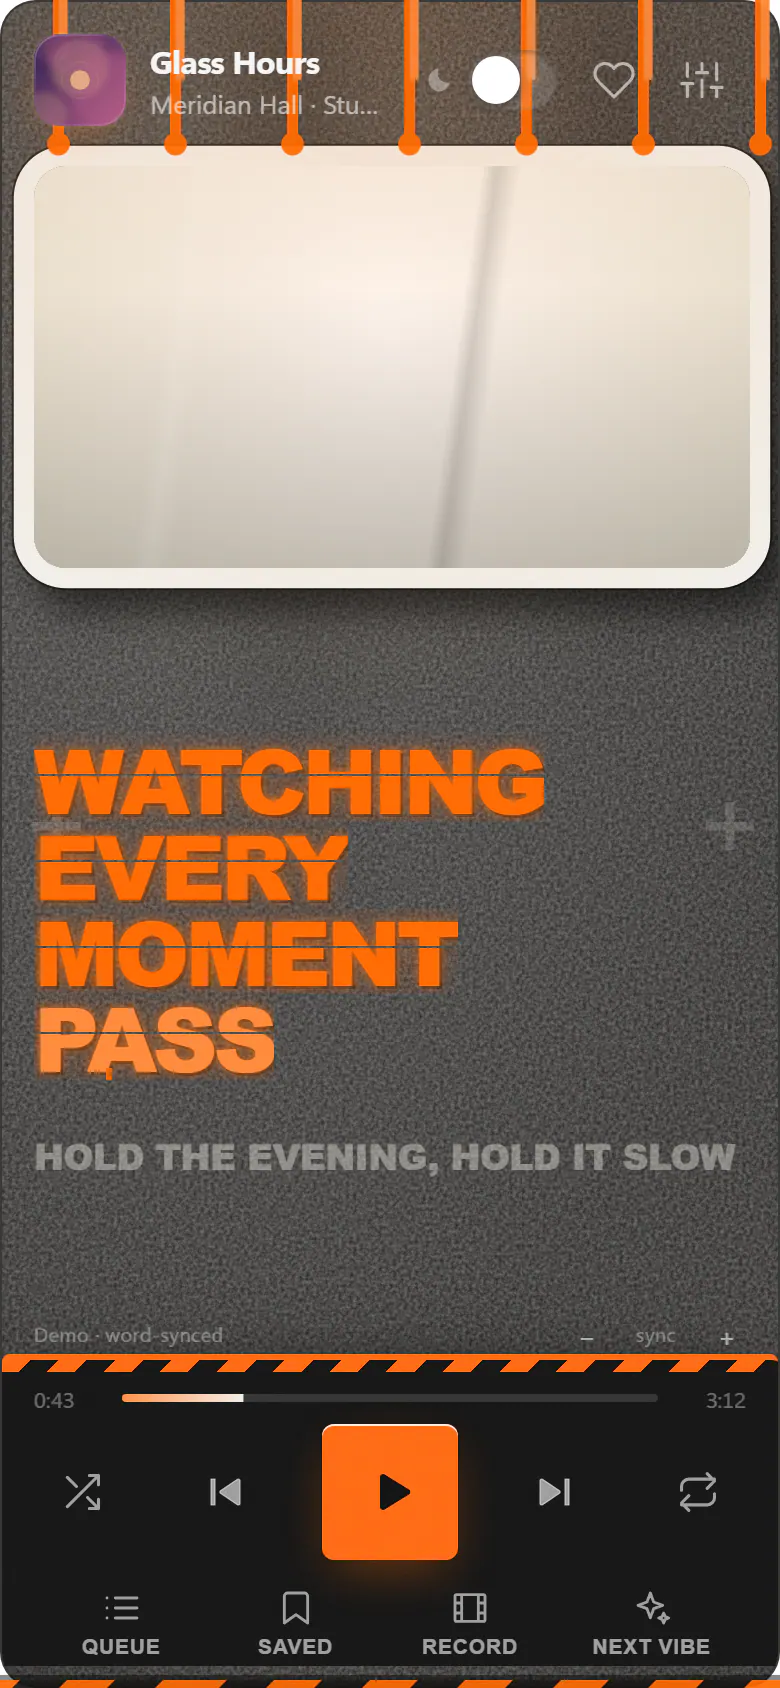 Glass Hours
Meridian Hall · Stu...
WATCHING
EVERY
MOMENT
PASS
HOLD THE EVENING, HOLD IT SLOW
Demo · word-synced
− sync +
0:43
3:12
QUEUE
SAVED
RECORD
NEXT VIBE